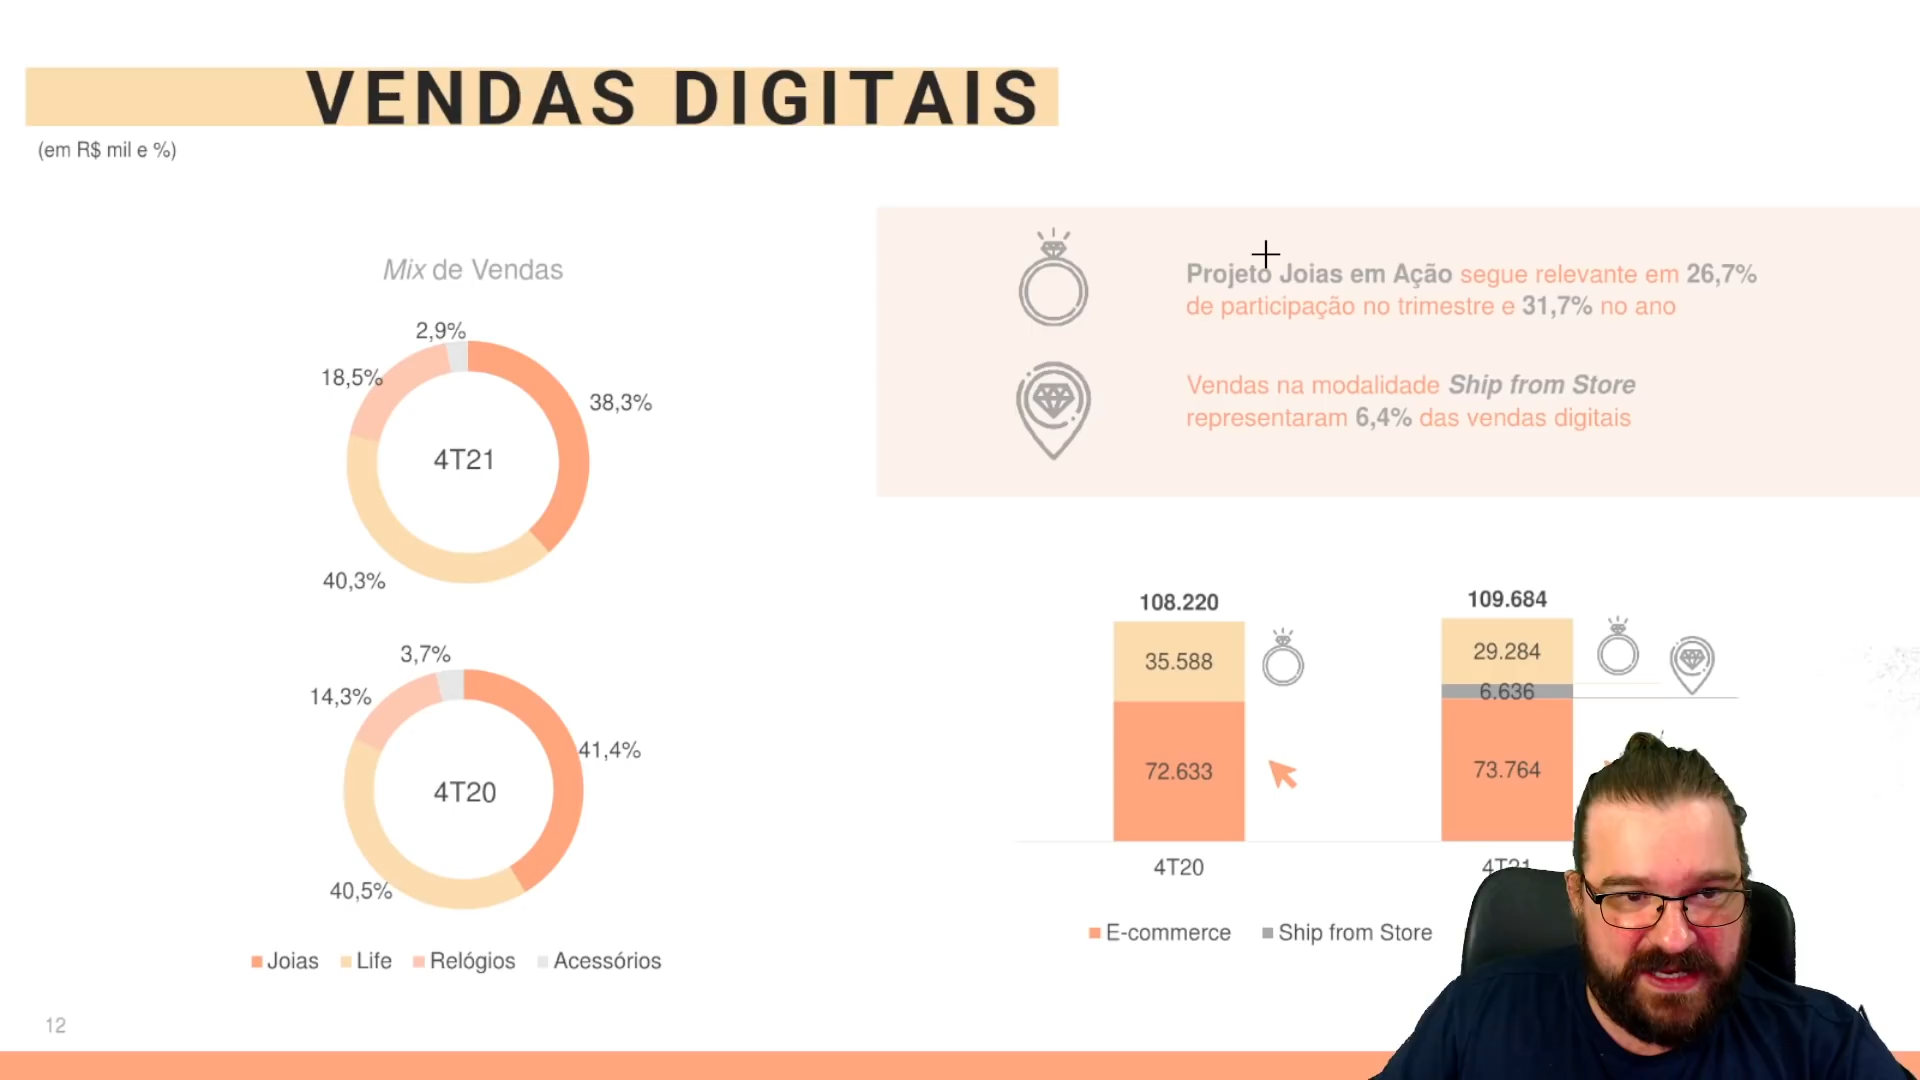 VENDAS DIGITAIS
(em R$ mil e %)
Mix de Vendas
2,9%
18,5%
38,3%
4T21
40,3%
3,7%
14,3%
41,4%
4T20
40,5%
Joias Life Relógios Acessórios
Projeto Joias em Ação segue relevante em 26,7%
de participação no trimestre e 31,7% no ano
Vendas na modalidade Ship from Store
representaram 6,4% das vendas digitais
108.220
35.588
72.633
4T20
109.684
29.284
6.636
73.764
4T21
E-commerce Ship from Store
12